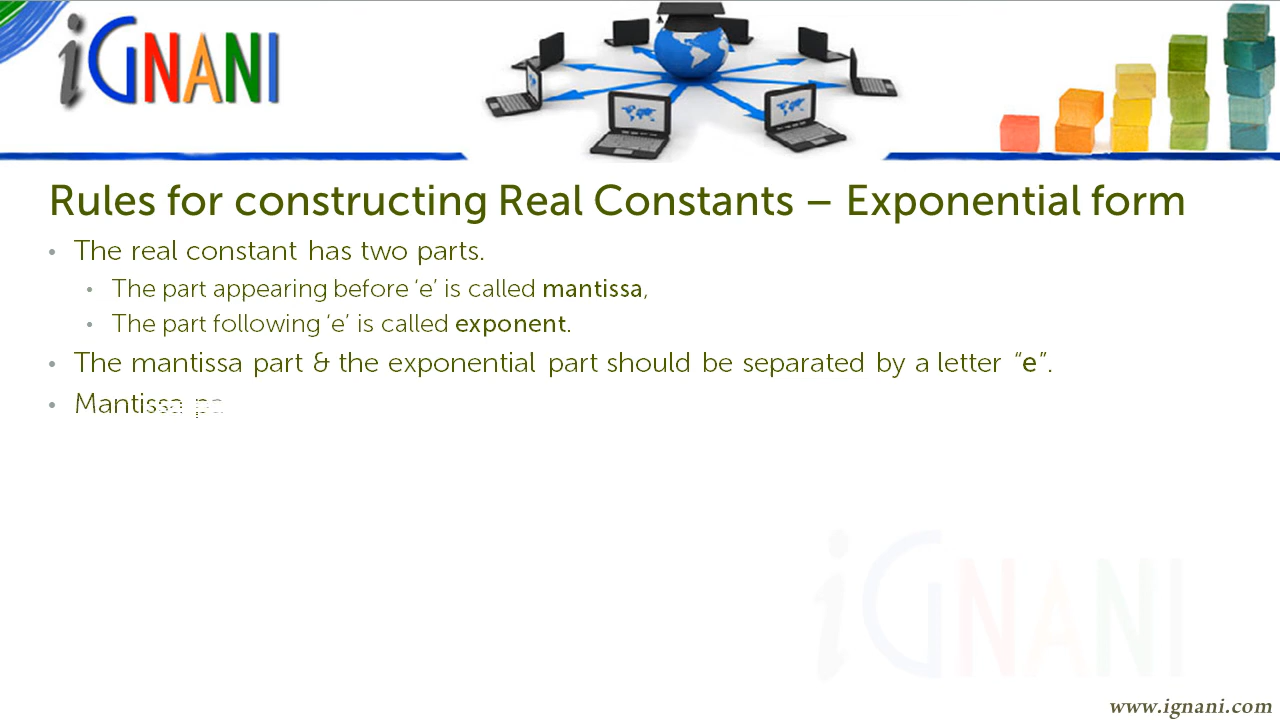 iGNANI
Rules for constructing Real Constants – Exponential form
• The real constant has two parts.
• The part appearing before ‘e’ is called mantissa,
• The part following ‘e’ is called exponent.
• The mantissa part & the exponential part should be separated by a letter “e”.
• Mantissa
iGNANI
www.ignani.com